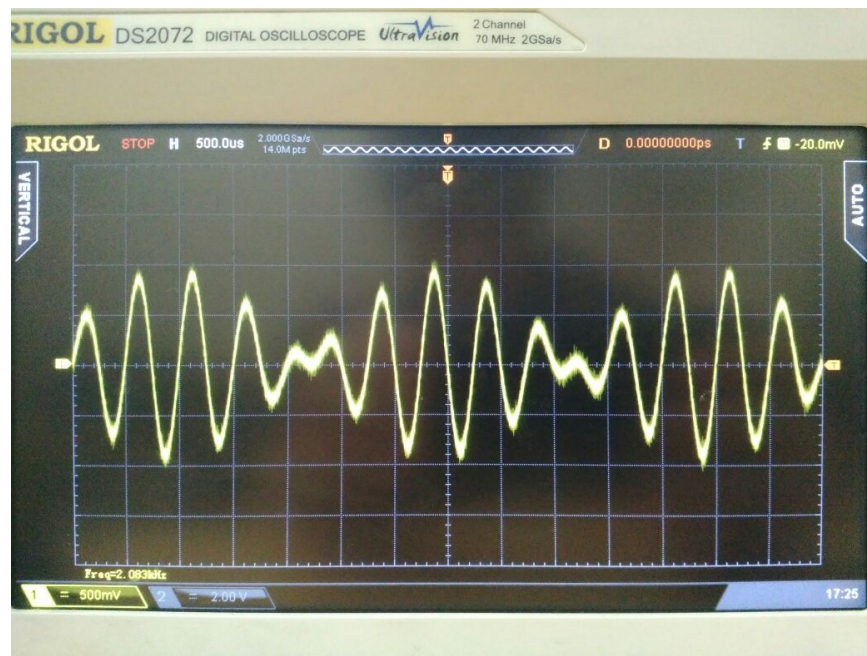 RIGOL DS2072 DIGITAL OSCILLOSCOPE UltraVision 2 Channel
70 MHz 2GSa/s
RIGOL STOP H 500.0us 2.000GSa/s
14.0M pts
D 0.00000000ps T -20.0mV
T
T
VERTICAL
AUTO
T
Freq=2.083kHz
1 = 500mV 2 = 2.00 V
17:25